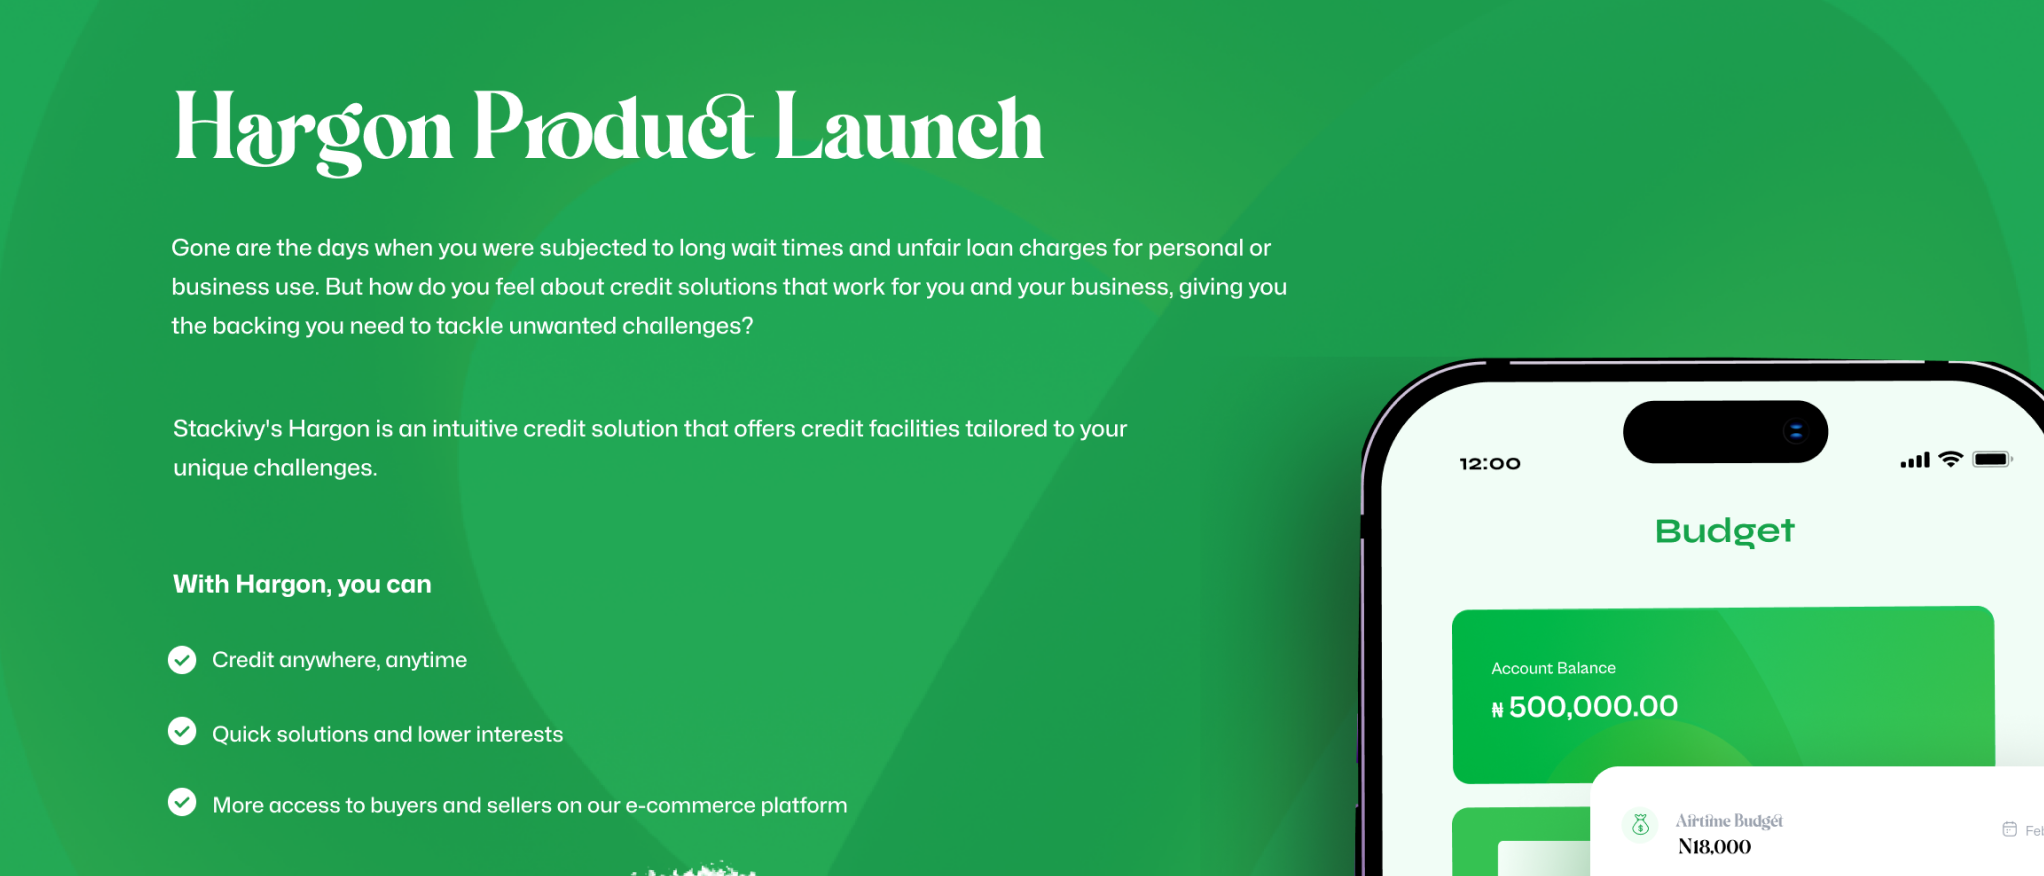 Hargon Product Launch
Gone are the days when you were subjected to long wait times and unfair loan charges for personal or
business use. But how do you feel about credit solutions that work for you and your business, giving you
the backing you need to tackle unwanted challenges?
Stackivy's Hargon is an intuitive credit solution that offers credit facilities tailored to your
unique challenges.
With Hargon, you can
Credit anywhere, anytime
Quick solutions and lower interests
More access to buyers and sellers on our e-commerce platform
12:00
Budget
Account Balance
₦ 500,000.00
Airtime Budget
N18,000